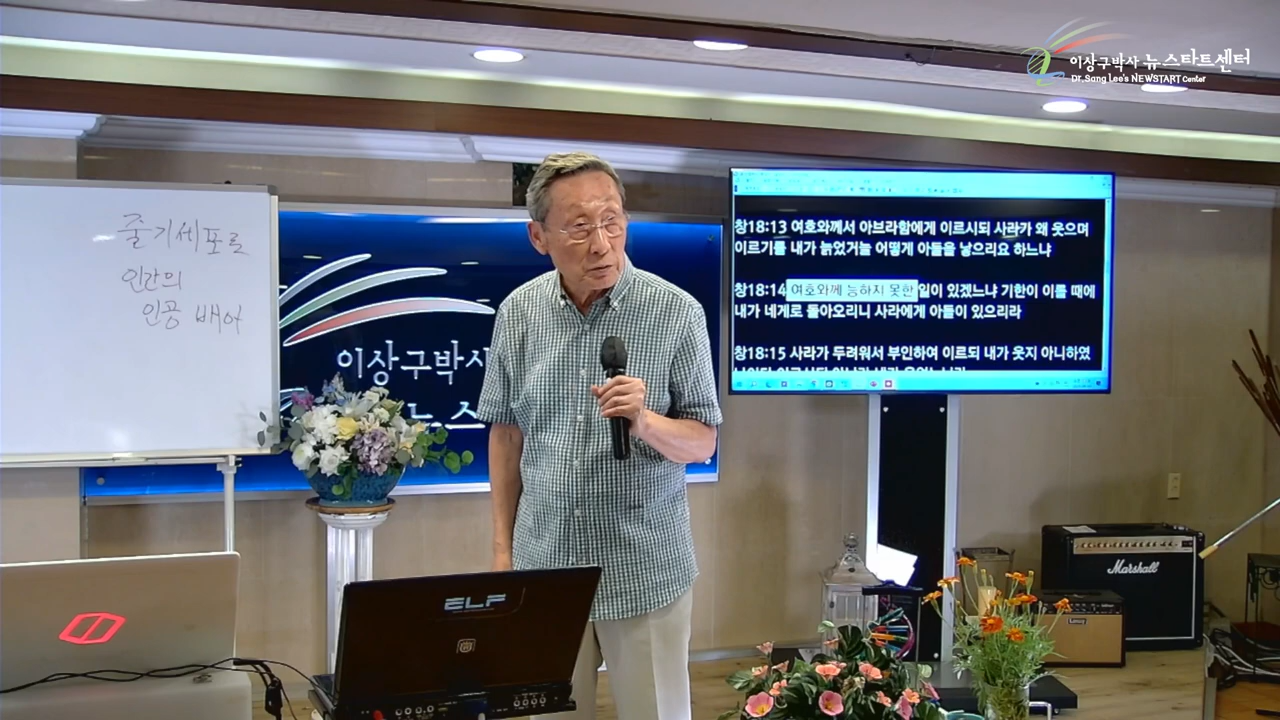 이상구박사 뉴스타트센터
Dr. Sang Lee's NEWSTART Center
줄기세포로
인간의
인공 배아
이상구박사
뉴스
창18:13 여호와께서 아브라함에게 이르시되 사라가 왜 웃으며
이르기를 내가 늙었거늘 어떻게 아들을 낳으리요 하느냐
창18:14 여호와께 능하지 못한 일이 있겠느냐 기한이 이를 때에
내가 네게로 돌아오리니 사라에게 아들이 있으리라
창18:15 사라가 두려워서 부인하여 이르되 내가 웃지 아니하였
ELF
Marshall
Laney